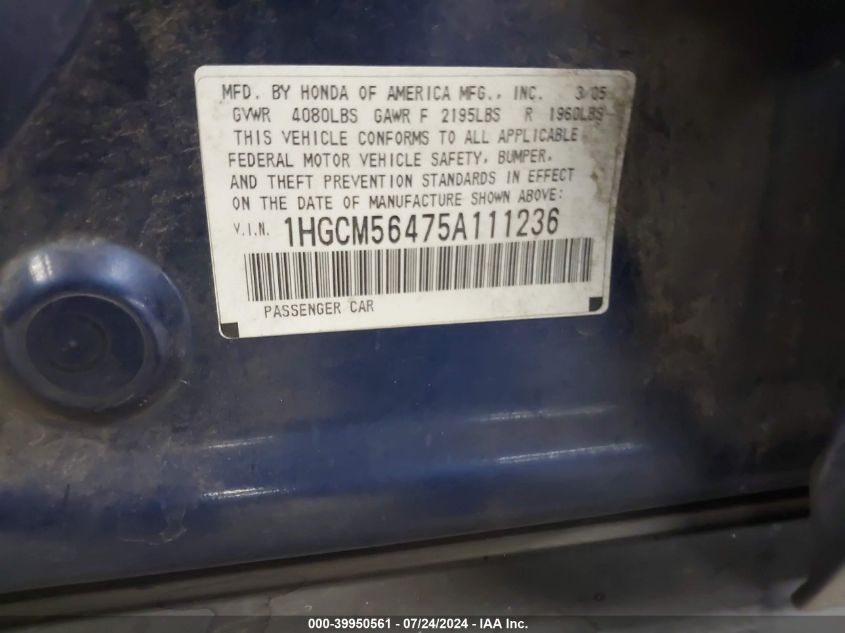 MFD. BY HONDA OF AMERICA MFG., INC. 3/05
GVWR 4080LBS GAWR F 2195LBS R 1960LBS
THIS VEHICLE CONFORMS TO ALL APPLICABLE
FEDERAL MOTOR VEHICLE SAFETY, BUMPER,
AND THEFT PREVENTION STANDARDS IN EFFECT
ON THE DATE OF MANUFACTURE SHOWN ABOVE:
V.I.N. 1HGCM56475A111236
PASSENGER CAR
000-39950561 - 07/24/2024 - IAA Inc.